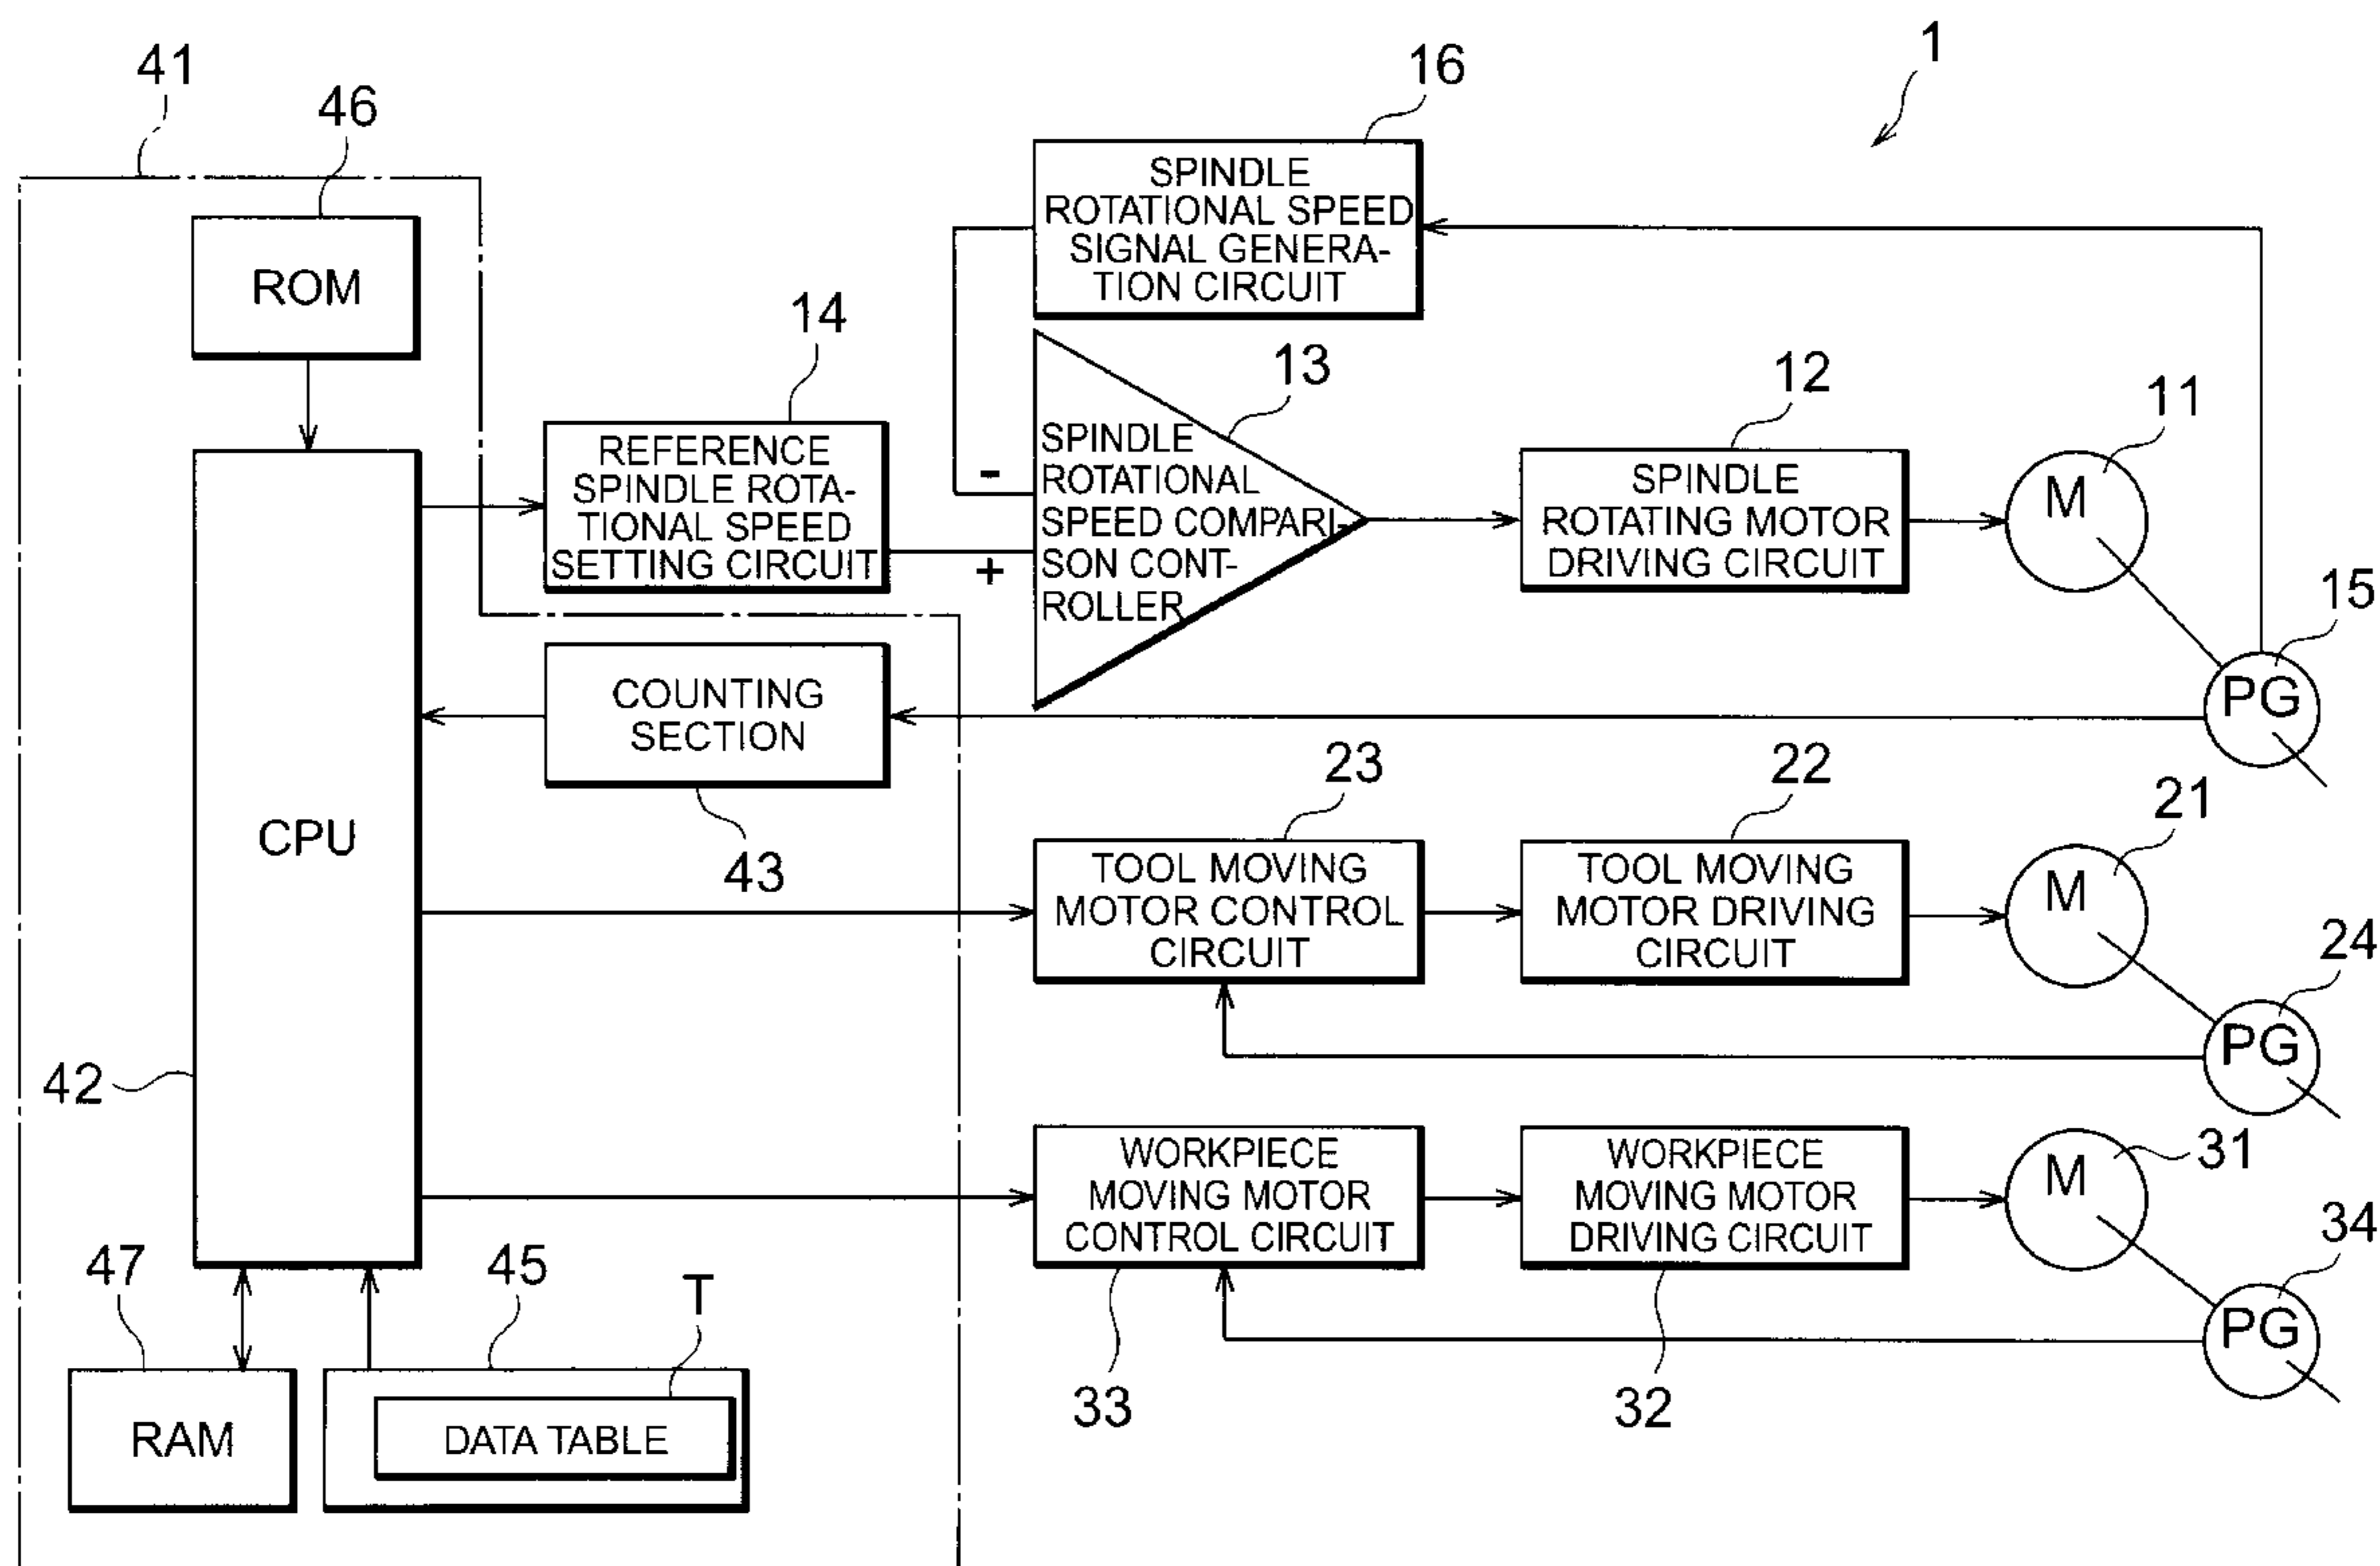 1
41
46
16
SPINDLE
ROTATIONAL SPEED
SIGNAL GENERA-
TION CIRCUIT
ROM
14
13
12
11
REFERENCE
SPINDLE ROTA-
TIONAL SPEED
SETTING CIRCUIT
-
+
SPINDLE
ROTATIONAL
SPEED COMPARI-
SON CONT-
ROLLER
SPINDLE
ROTATING MOTOR
DRIVING CIRCUIT
M
15
PG
COUNTING
SECTION
43
CPU
42
23
22
21
TOOL MOVING
MOTOR CONTROL
CIRCUIT
TOOL MOVING
MOTOR DRIVING
CIRCUIT
M
24
PG
WORKPIECE
MOVING MOTOR
CONTROL CIRCUIT
33
WORKPIECE
MOVING MOTOR
DRIVING CIRCUIT
32
M
31
34
PG
47
45
T
RAM
DATA TABLE